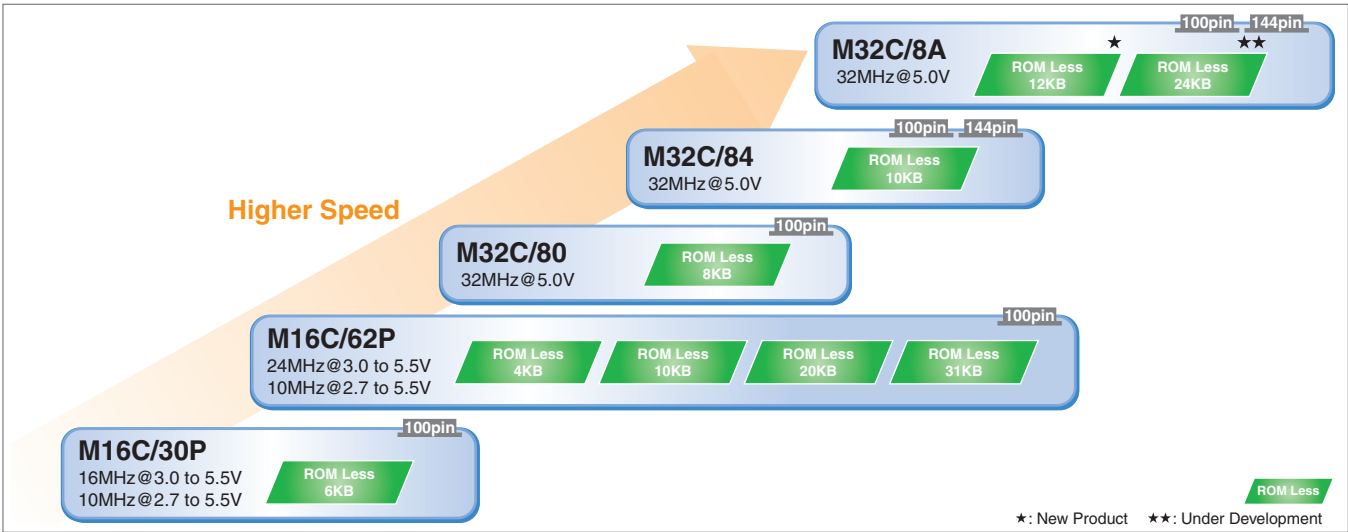 100pin 144pin
M32C/8A
32MHz@5.0V
★ ★★
ROM Less
12KB
ROM Less
24KB
100pin 144pin
M32C/84
32MHz@5.0V
ROM Less
10KB
Higher Speed
100pin
M32C/80
32MHz@5.0V
ROM Less
8KB
100pin
M16C/62P
24MHz@3.0 to 5.5V
10MHz@2.7 to 5.5V
ROM Less
4KB
ROM Less
10KB
ROM Less
20KB
ROM Less
31KB
100pin
M16C/30P
16MHz@3.0 to 5.5V
10MHz@2.7 to 5.5V
ROM Less
6KB
ROM Less
★: New Product ★★: Under Development